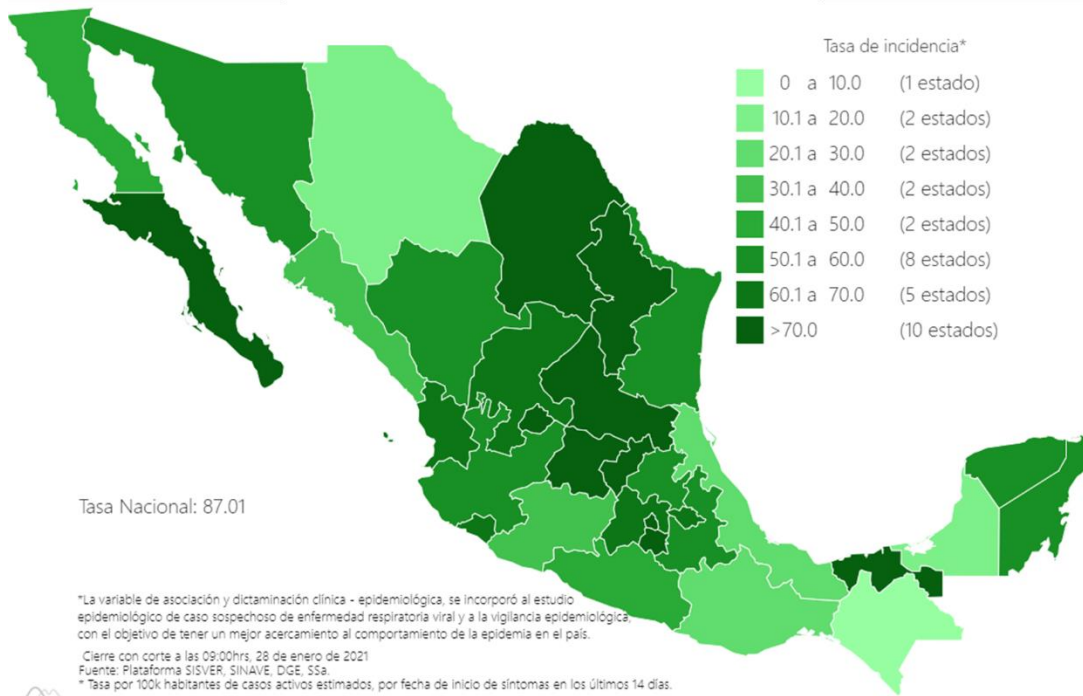 Tasa de incidencia*
0 a 10.0 (1 estado)
10.1 a 20.0 (2 estados)
20.1 a 30.0 (2 estados)
30.1 a 40.0 (2 estados)
40.1 a 50.0 (2 estados)
50.1 a 60.0 (8 estados)
60.1 a 70.0 (5 estados)
>70.0 (10 estados)
Tasa Nacional: 87.01
*La variable de asociación y dictaminación clínica - epidemiológica, se incorporó al estudio
epidemiológico de caso sospechoso de enfermedad respiratoria viral y a la vigilancia epidemiológica,
con el objetivo de tener un mejor acercamiento al comportamiento de la epidemia en el país.
Cierre con corte a las 09:00hrs, 28 de enero de 2021
Fuente: Plataforma SISVER, SINAVE, DGE, SSa.
* Tasa por 100k habitantes de casos activos estimados, por fecha de inicio de síntomas en los últimos 14 días.